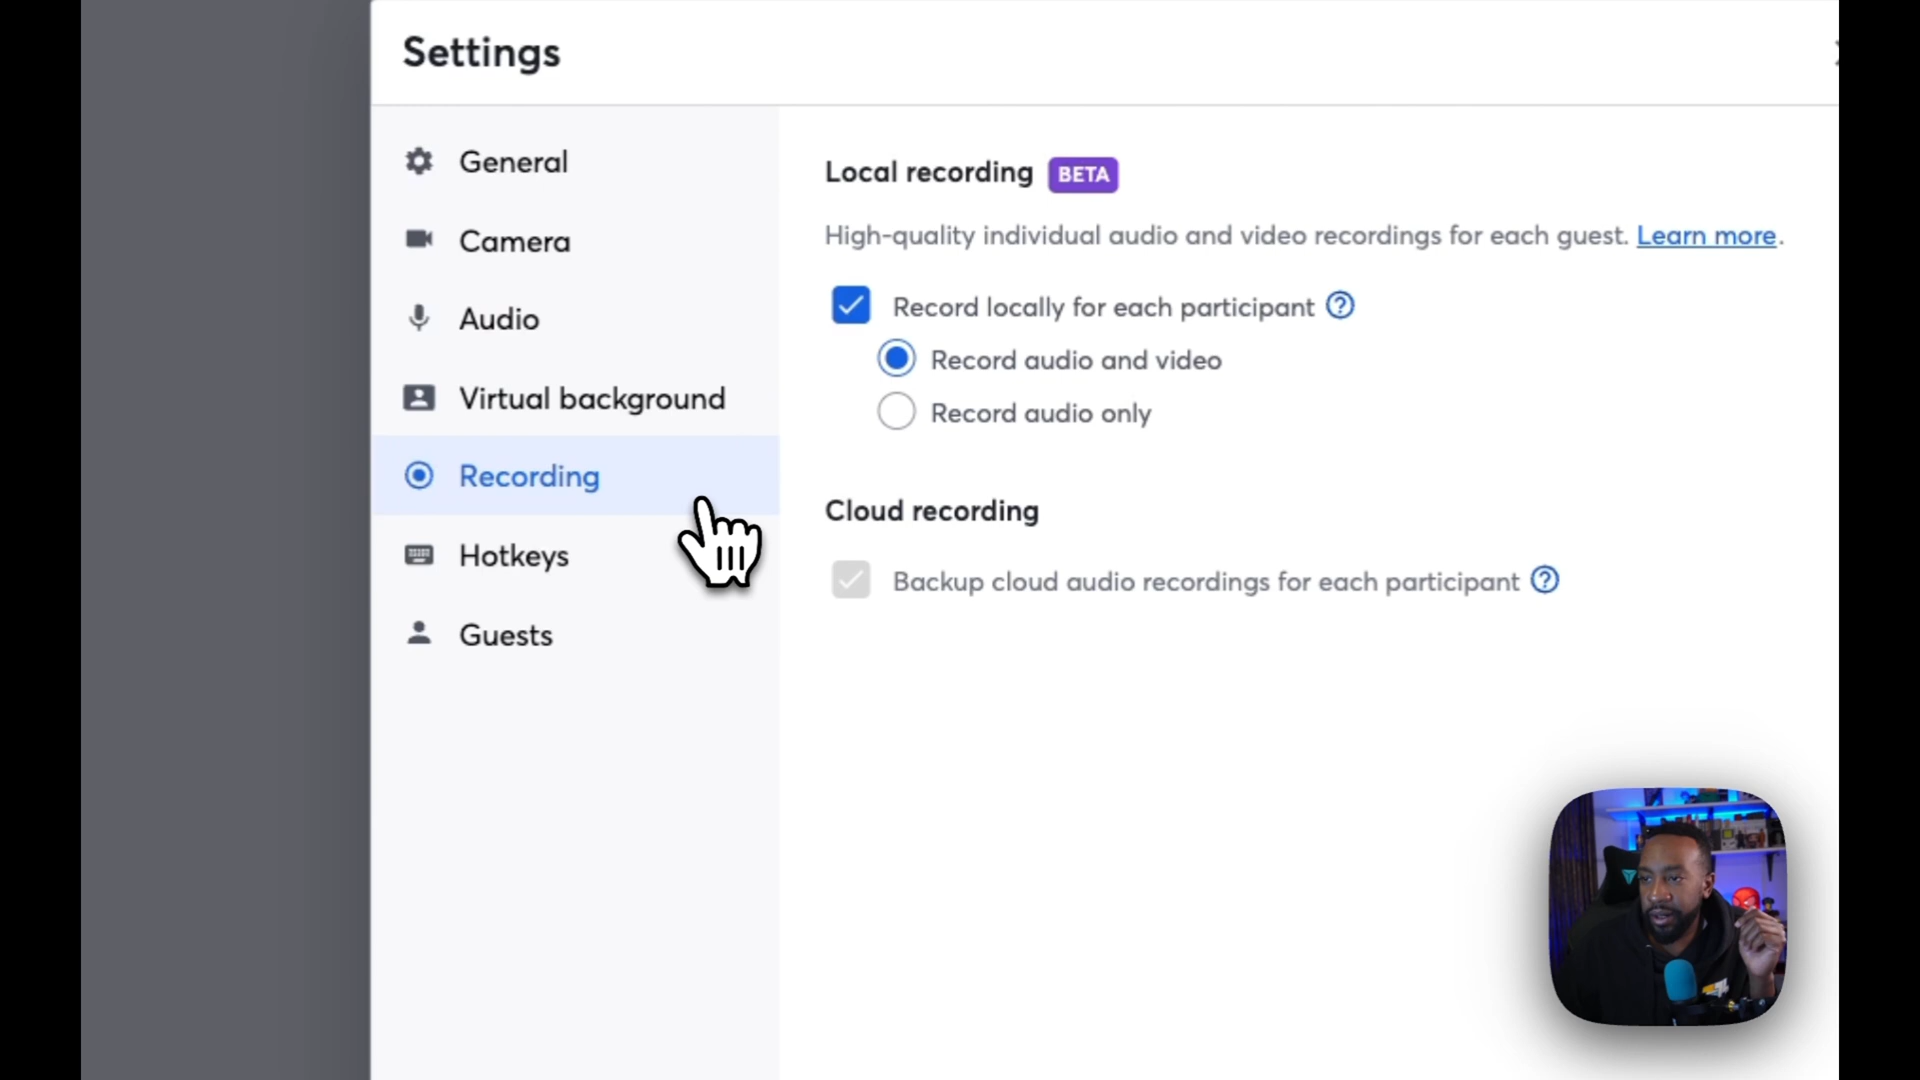 Settings
General
Camera
Audio
Virtual background
Recording
Hotkeys
Guests
Local recording BETA
High-quality individual audio and video recordings for each guest. Learn more.
Record locally for each participant
Record audio and video
Record audio only
Cloud recording
Backup cloud audio recordings for each participant